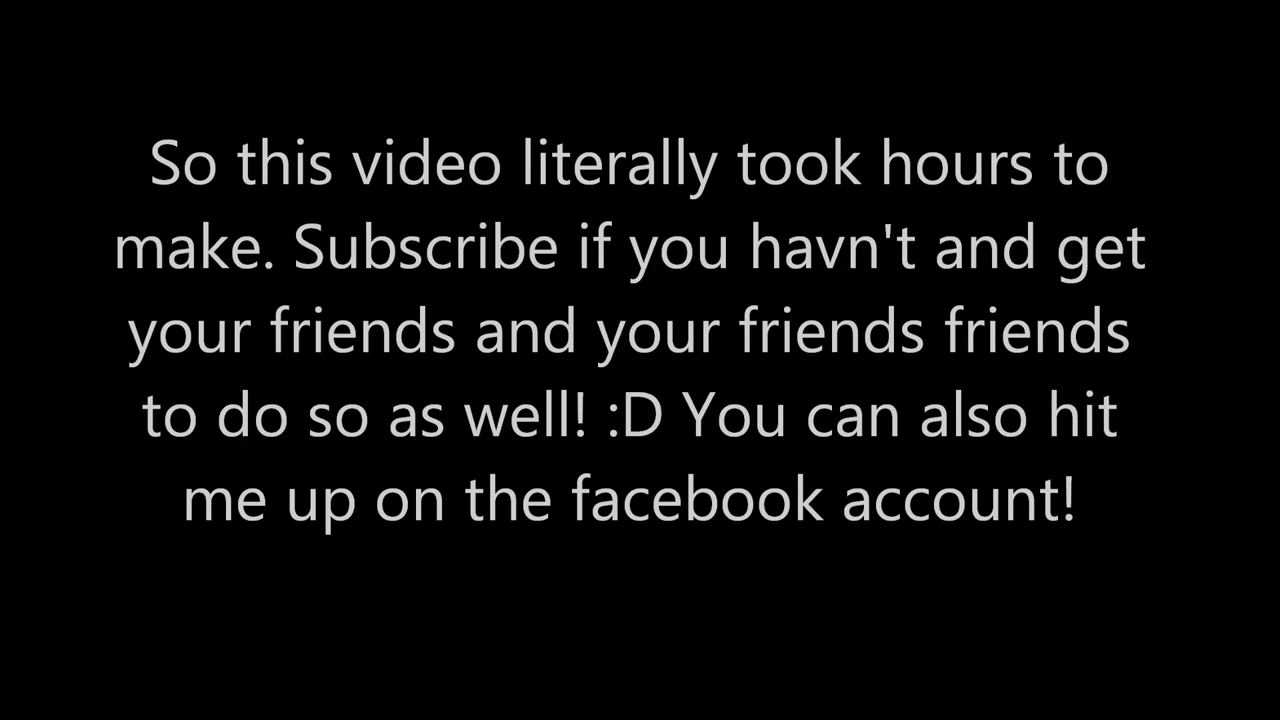 So this video literally took hours to
make. Subscribe if you havn't and get
your friends and your friends friends
to do so as well! :D You can also hit
me up on the facebook account!